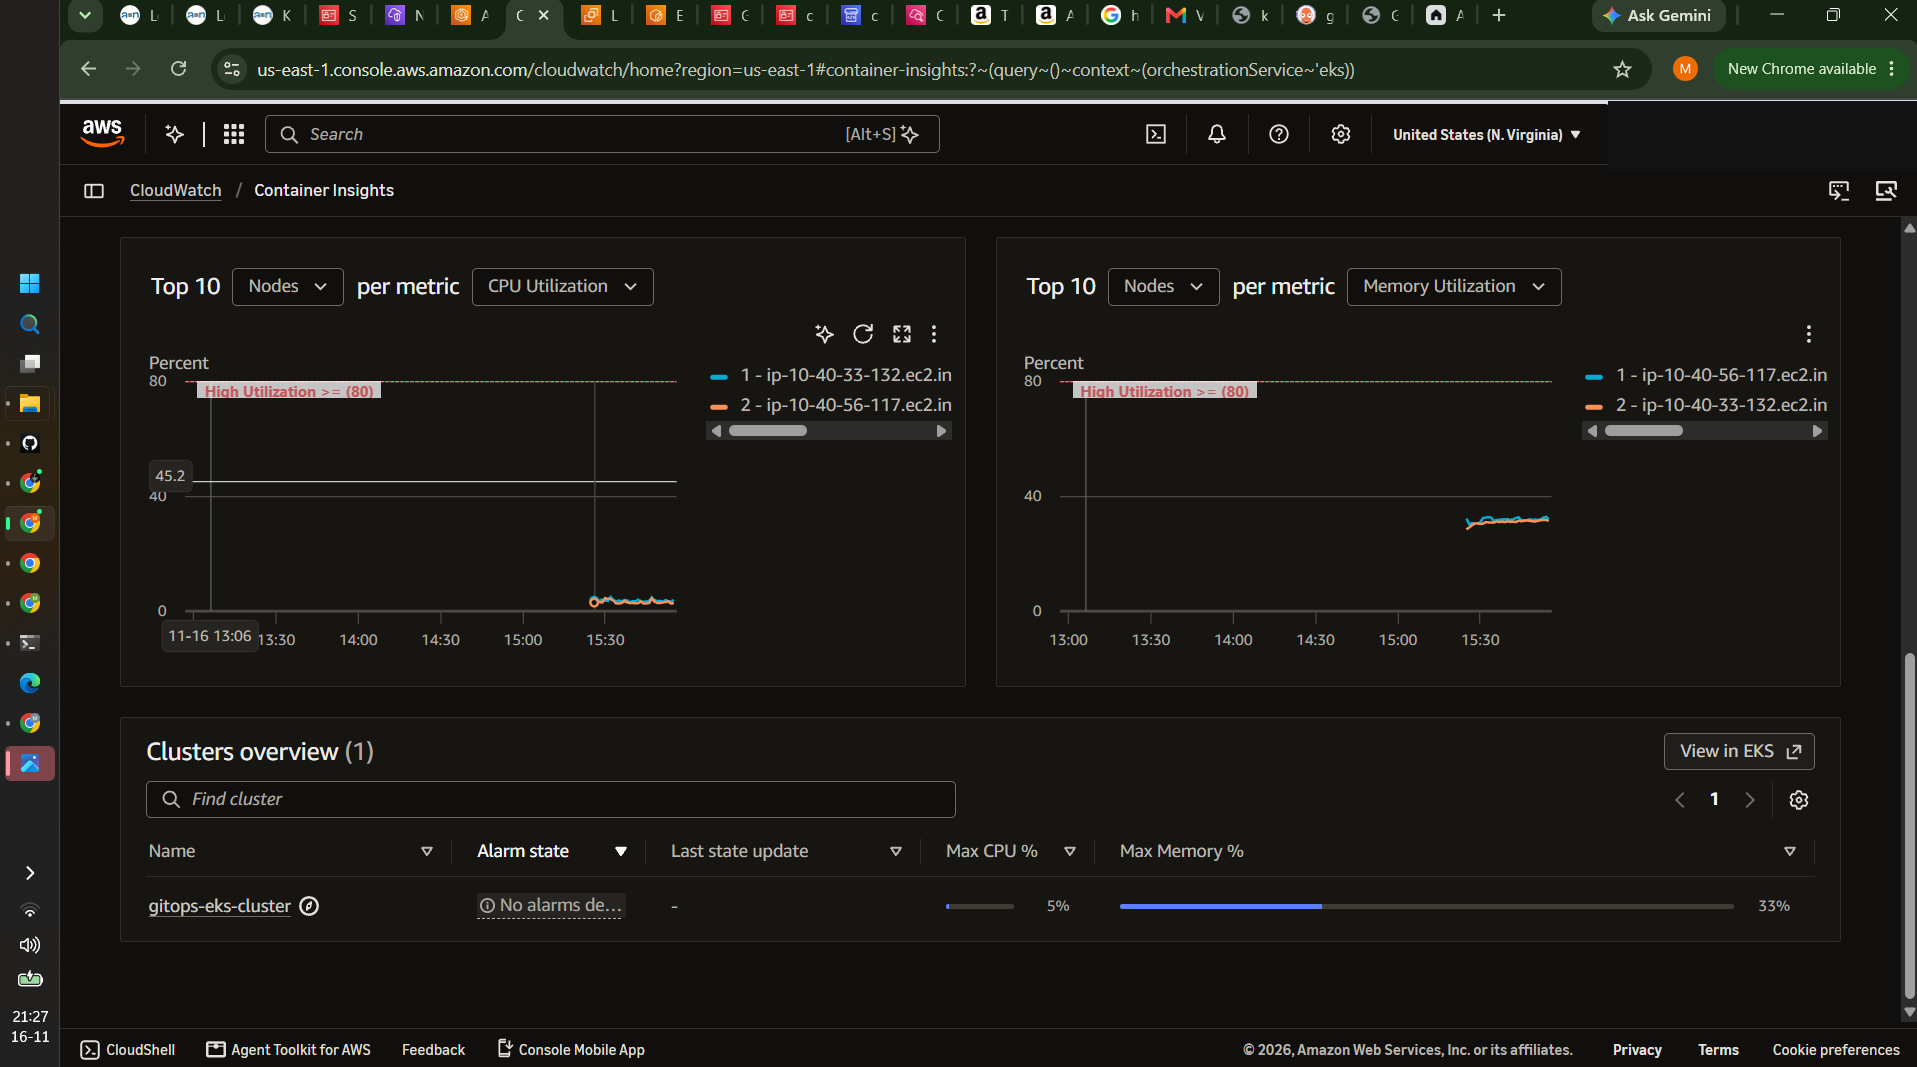 L
L
K
S
N
A
C
L
E
C
c
c
C
T
A
h
V
k
g
C
A
Ask Gemini
us-east-1.console.aws.amazon.com/cloudwatch/home?region=us-east-1#container-insights:?~(query~()~context~(orchestrationService~'eks))
M
New Chrome available
aws
Search
[Alt+S]
United States (N. Virginia)
CloudWatch / Container Insights
Top 10 Nodes per metric CPU Utilization
Percent
80
High Utilization >= (80)
45.2
40
0
11-16 13:06
13:30 14:00 14:30 15:00 15:30
1 - ip-10-40-33-132.ec2.in
2 - ip-10-40-56-117.ec2.in
Top 10 Nodes per metric Memory Utilization
Percent
80
High Utilization >= (80)
40
0
13:00 13:30 14:00 14:30 15:00 15:30
1 - ip-10-40-56-117.ec2.in
2 - ip-10-40-33-132.ec2.in
Clusters overview (1)
View in EKS
Find cluster
1
Name Alarm state Last state update Max CPU % Max Memory %
gitops-eks-cluster No alarms de... - 5% 33%
21:27
16-11
CloudShell Agent Toolkit for AWS Feedback Console Mobile App
© 2026, Amazon Web Services, Inc. or its affiliates. Privacy Terms Cookie preferences